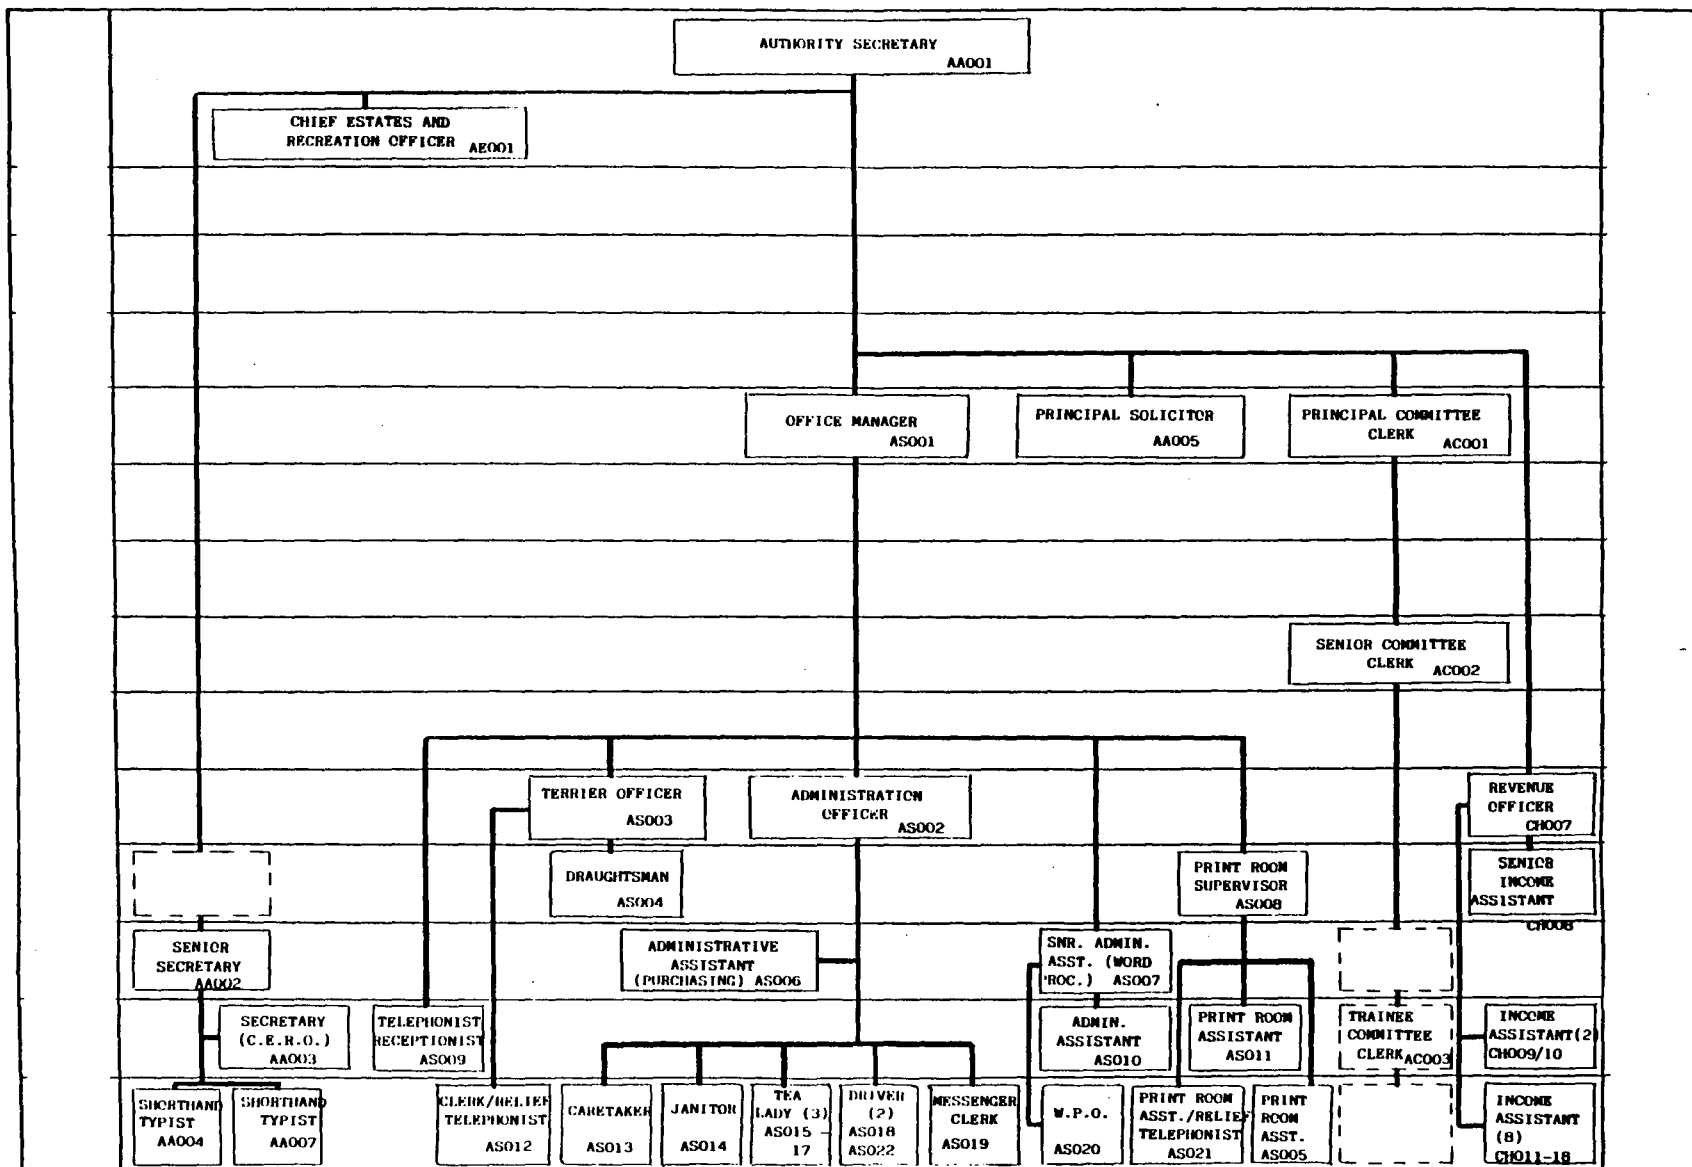 AUTHORITY SECRETARY
AA001
CHIEF ESTATES AND
RECREATION OFFICER AE001
OFFICE MANAGER
AS001
PRINCIPAL SOLICITOR
AA005
PRINCIPAL COMMITTEE
CLERK AC001
SENIOR COMMITTEE
CLERK AC002
TERRIER OFFICER
AS003
ADMINISTRATION
OFFICER
AS002
REVENUE
OFFICER
CH007
DRAUGHTSMAN
AS004
PRINT ROOM
SUPERVISOR
AS008
SENIOR
INCOME
ASSISTANT
CH008
SENIOR
SECRETARY
AA002
ADMINISTRATIVE
ASSISTANT
(PURCHASING) AS006
SNR. ADMIN.
ASST. (WORD
PROC.) AS007
SECRETARY
(C.E.R.O.)
AA003
TELEPHONIST
RECEPTIONIST
AS009
ADMIN.
ASSISTANT
AS010
PRINT ROOM
ASSISTANT
AS011
TRAINEE
COMMITTEE
CLERK AC003
INCOME
ASSISTANT(2)
CH009/10
SHORTHAND
TYPIST
AA004
SHORTHAND
TYPIST
AA007
CLERK/RELIEF
TELEPHONIST
AS012
CARETAKER
AS013
JANITOR
AS014
TEA
LADY (3)
AS015 -
17
DRIVER
(2)
AS018
AS022
MESSENGER
CLERK
AS019
W.P.O.
AS020
PRINT ROOM
ASST./RELIEF
TELEPHONIST
AS021
PRINT
ROOM
ASST.
AS005
INCOME
ASSISTANT
(8)
CH011-18